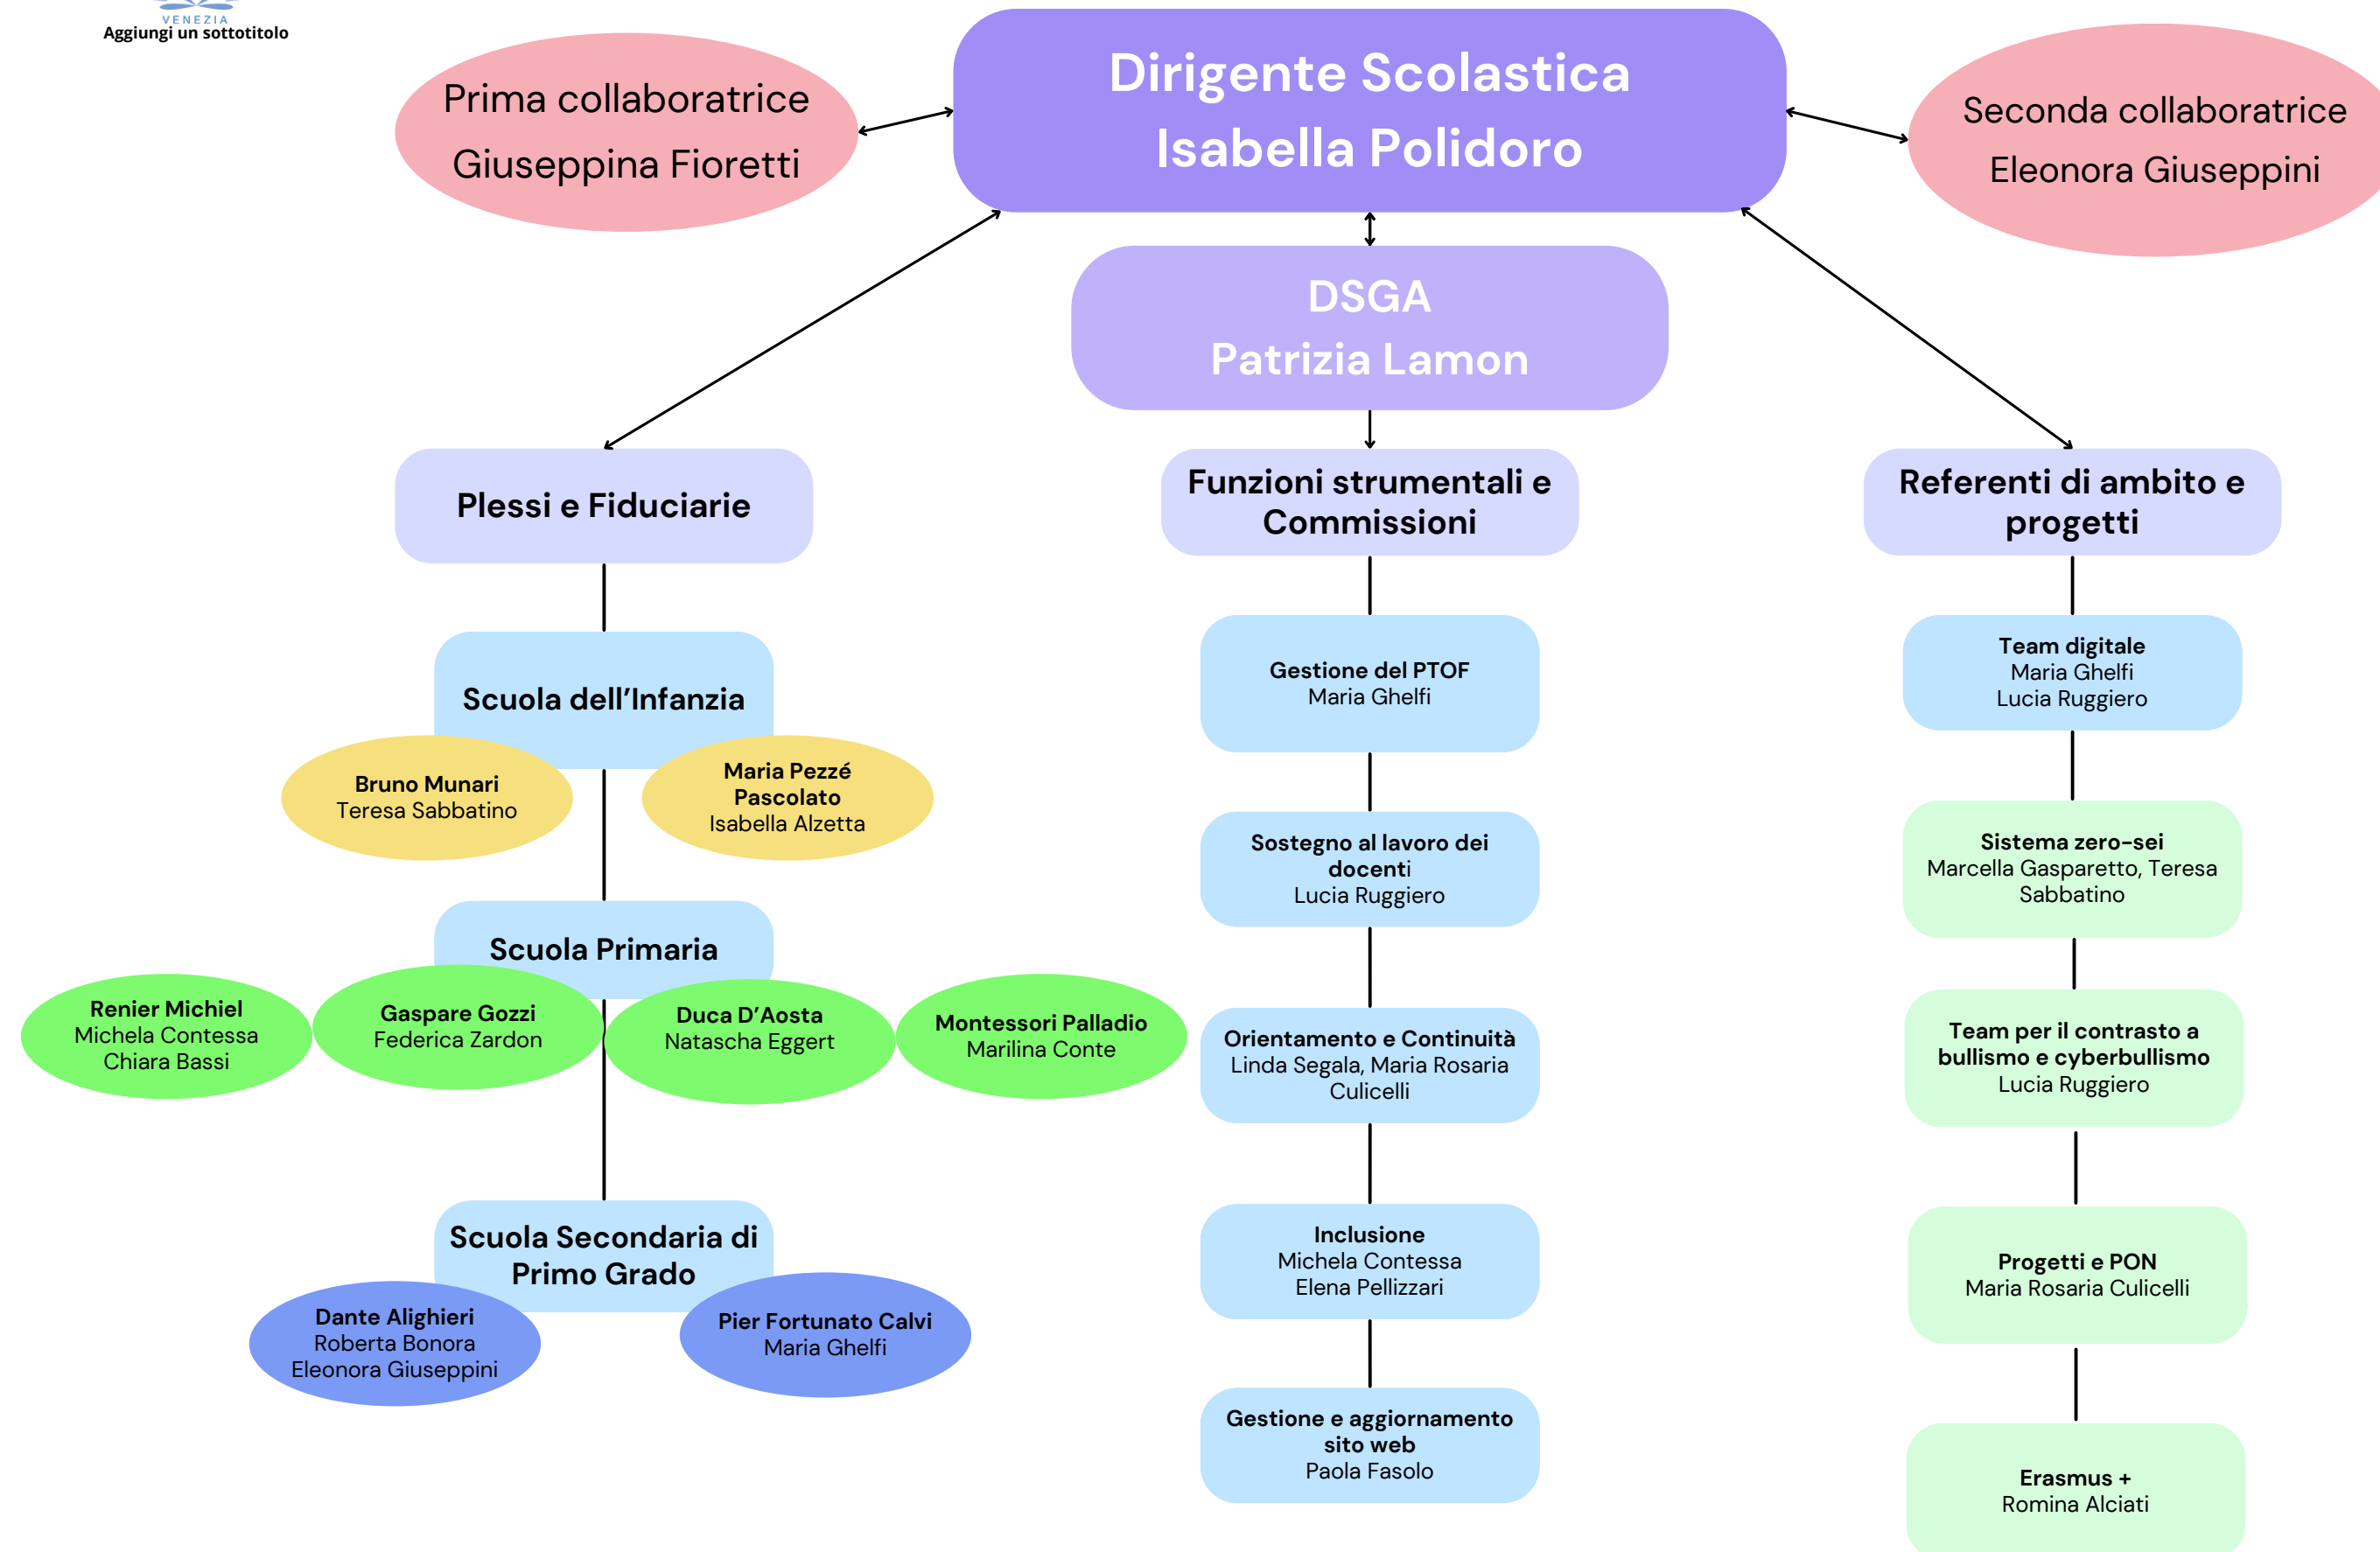 VENEZIA
Aggiungi un sottotitolo
Prima collaboratrice
Giuseppina Fioretti
Dirigente Scolastica
Isabella Polidoro
Seconda collaboratrice
Eleonora Giuseppini
DSGA
Patrizia Lamon
Plessi e Fiduciarie
Scuola dell’Infanzia
Bruno Munari
Teresa Sabbatino
Maria Pezzé
Pascolato
Isabella Alzetta
Scuola Primaria
Renier Michiel
Michela Contessa
Chiara Bassi
Gaspare Gozzi
Federica Zardon
Duca D’Aosta
Natascha Eggert
Montessori Palladio
Marilina Conte
Scuola Secondaria di
Primo Grado
Dante Alighieri
Roberta Bonora
Eleonora Giuseppini
Pier Fortunato Calvi
Maria Ghelfi
Funzioni strumentali e
Commissioni
Gestione del PTOF
Maria Ghelfi
Sostegno al lavoro dei
docenti
Lucia Ruggiero
Orientamento e Continuità
Linda Segala, Maria Rosaria
Culicelli
Inclusione
Michela Contessa
Elena Pellizzari
Gestione e aggiornamento
sito web
Paola Fasolo
Referenti di ambito e
progetti
Team digitale
Maria Ghelfi
Lucia Ruggiero
Sistema zero-sei
Marcella Gasparetto, Teresa
Sabbatino
Team per il contrasto a
bullismo e cyberbullismo
Lucia Ruggiero
Progetti e PON
Maria Rosaria Culicelli
Erasmus +
Romina Alciati